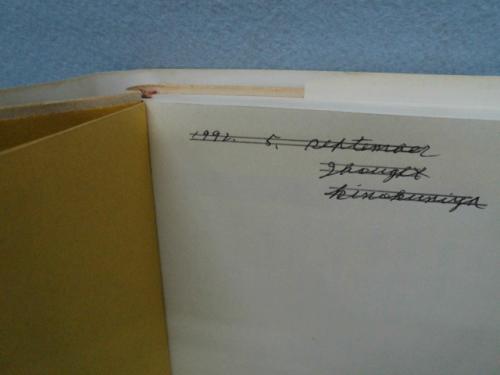 1992. 5. september
I bought
kinokuniya